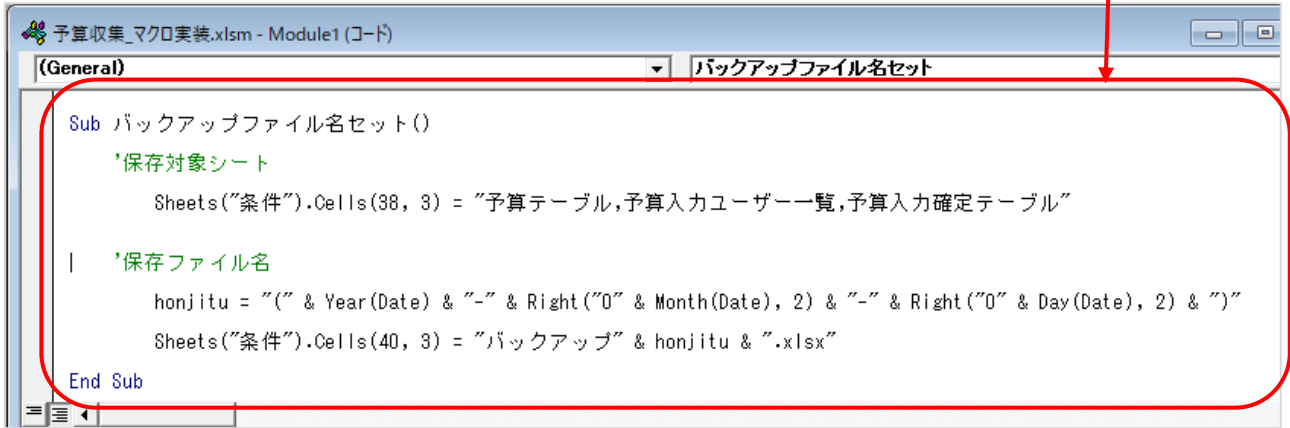 予算収集_マクロ実装.xlsm - Module1 (コード)
(General) バックアップファイル名セット
Sub バックアップファイル名セット()
'保存対象シート
Sheets("条件").Cells(38, 3) = "予算テーブル,予算入力ユーザー一覧,予算入力確定テーブル"
'保存ファイル名
honjitu = "(" & Year(Date) & "-" & Right("0" & Month(Date), 2) & "-" & Right("0" & Day(Date), 2) & ")"
Sheets("条件").Cells(40, 3) = "バックアップ" & honjitu & ".xlsx"
End Sub